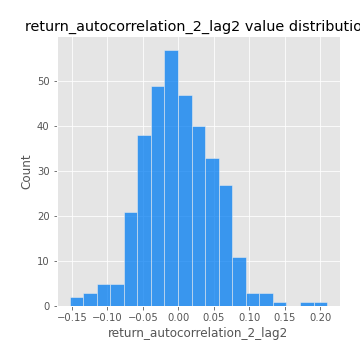 return_autocorrelation_2_lag2 value distributio
50
40
30
20
10
0
Count
−0.15 −0.10 −0.05 0.00 0.05 0.10 0.15 0.20
return_autocorrelation_2_lag2